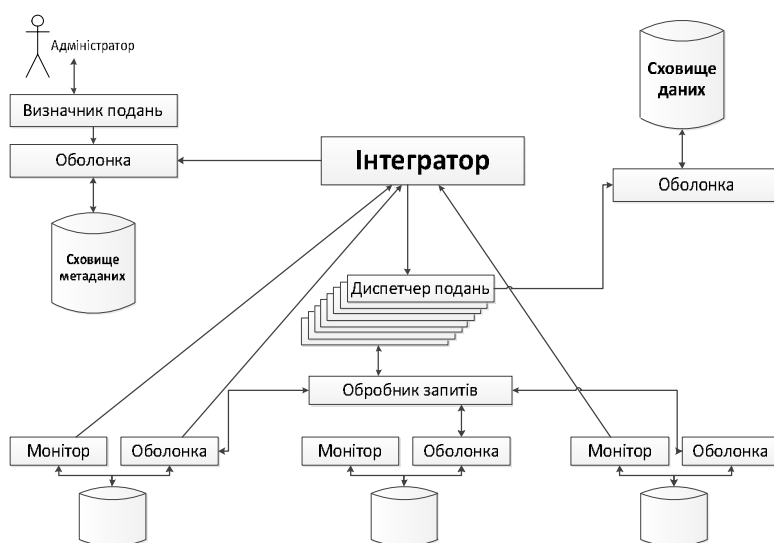 Адміністратор
Сховище
даних
Визначник подань
Оболонка
Інтегратор
Оболонка
Сховище
метаданих
Диспетчер подань
Обробник запитів
Монітор
Оболонка
Монітор
Оболонка
Монітор
Оболонка